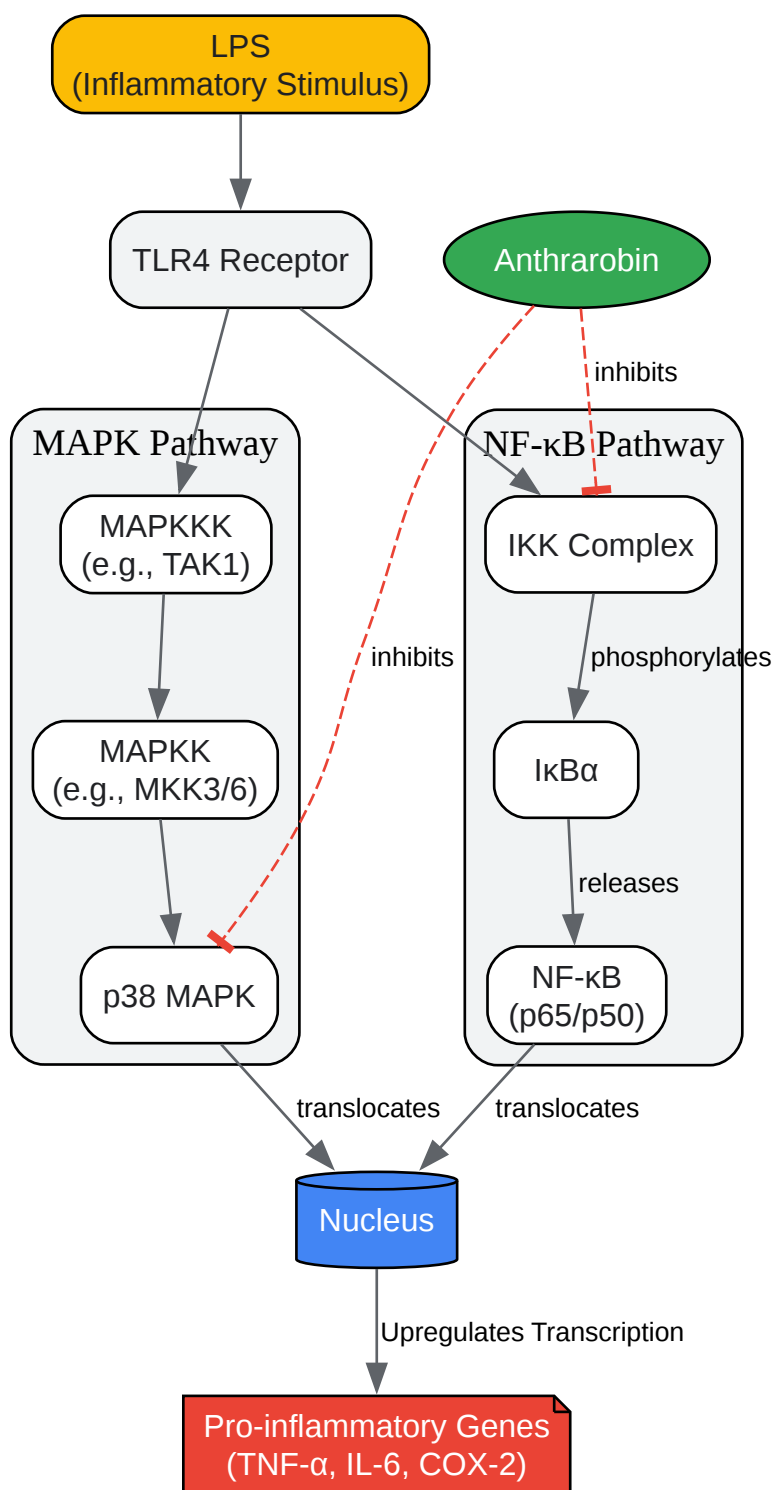 LPS
(Inflammatory Stimulus)
TLR4 Receptor
Anthrarobin
inhibits
MAPK Pathway
NF-κB Pathway
MAPKKK
(e.g., TAK1)
IKK Complex
inhibits
phosphorylates
MAPKK
(e.g., MKK3/6)
IκBα
releases
p38 MAPK
NF-κB
(p65/p50)
translocates
translocates
Nucleus
Upregulates Transcription
Pro-inflammatory Genes
(TNF-α, IL-6, COX-2)